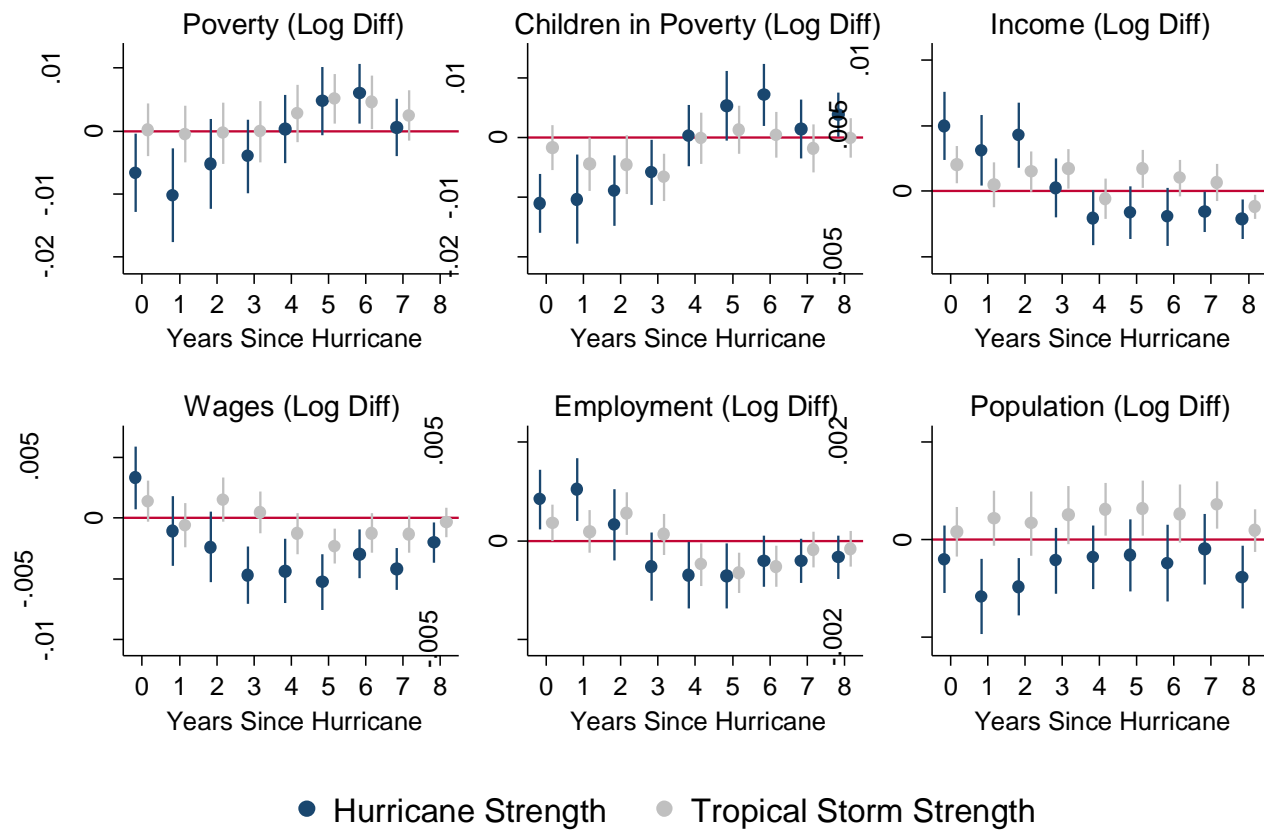 Poverty (Log Diff)
.01
0
-.01
-.02
0 1 2 3 4 5 6 7 8
Years Since Hurricane
Children in Poverty (Log Diff)
.01
0
-.01
-.02
0 1 2 3 4 5 6 7 8
Years Since Hurricane
Income (Log Diff)
.01
.005
0
-.005
0 1 2 3 4 5 6 7 8
Years Since Hurricane
Wages (Log Diff)
.005
0
-.005
-.01
0 1 2 3 4 5 6 7 8
Years Since Hurricane
Employment (Log Diff)
.005
0
-.005
0 1 2 3 4 5 6 7 8
Years Since Hurricane
Population (Log Diff)
.002
0
-.002
0 1 2 3 4 5 6 7 8
Years Since Hurricane
Hurricane Strength
Tropical Storm Strength